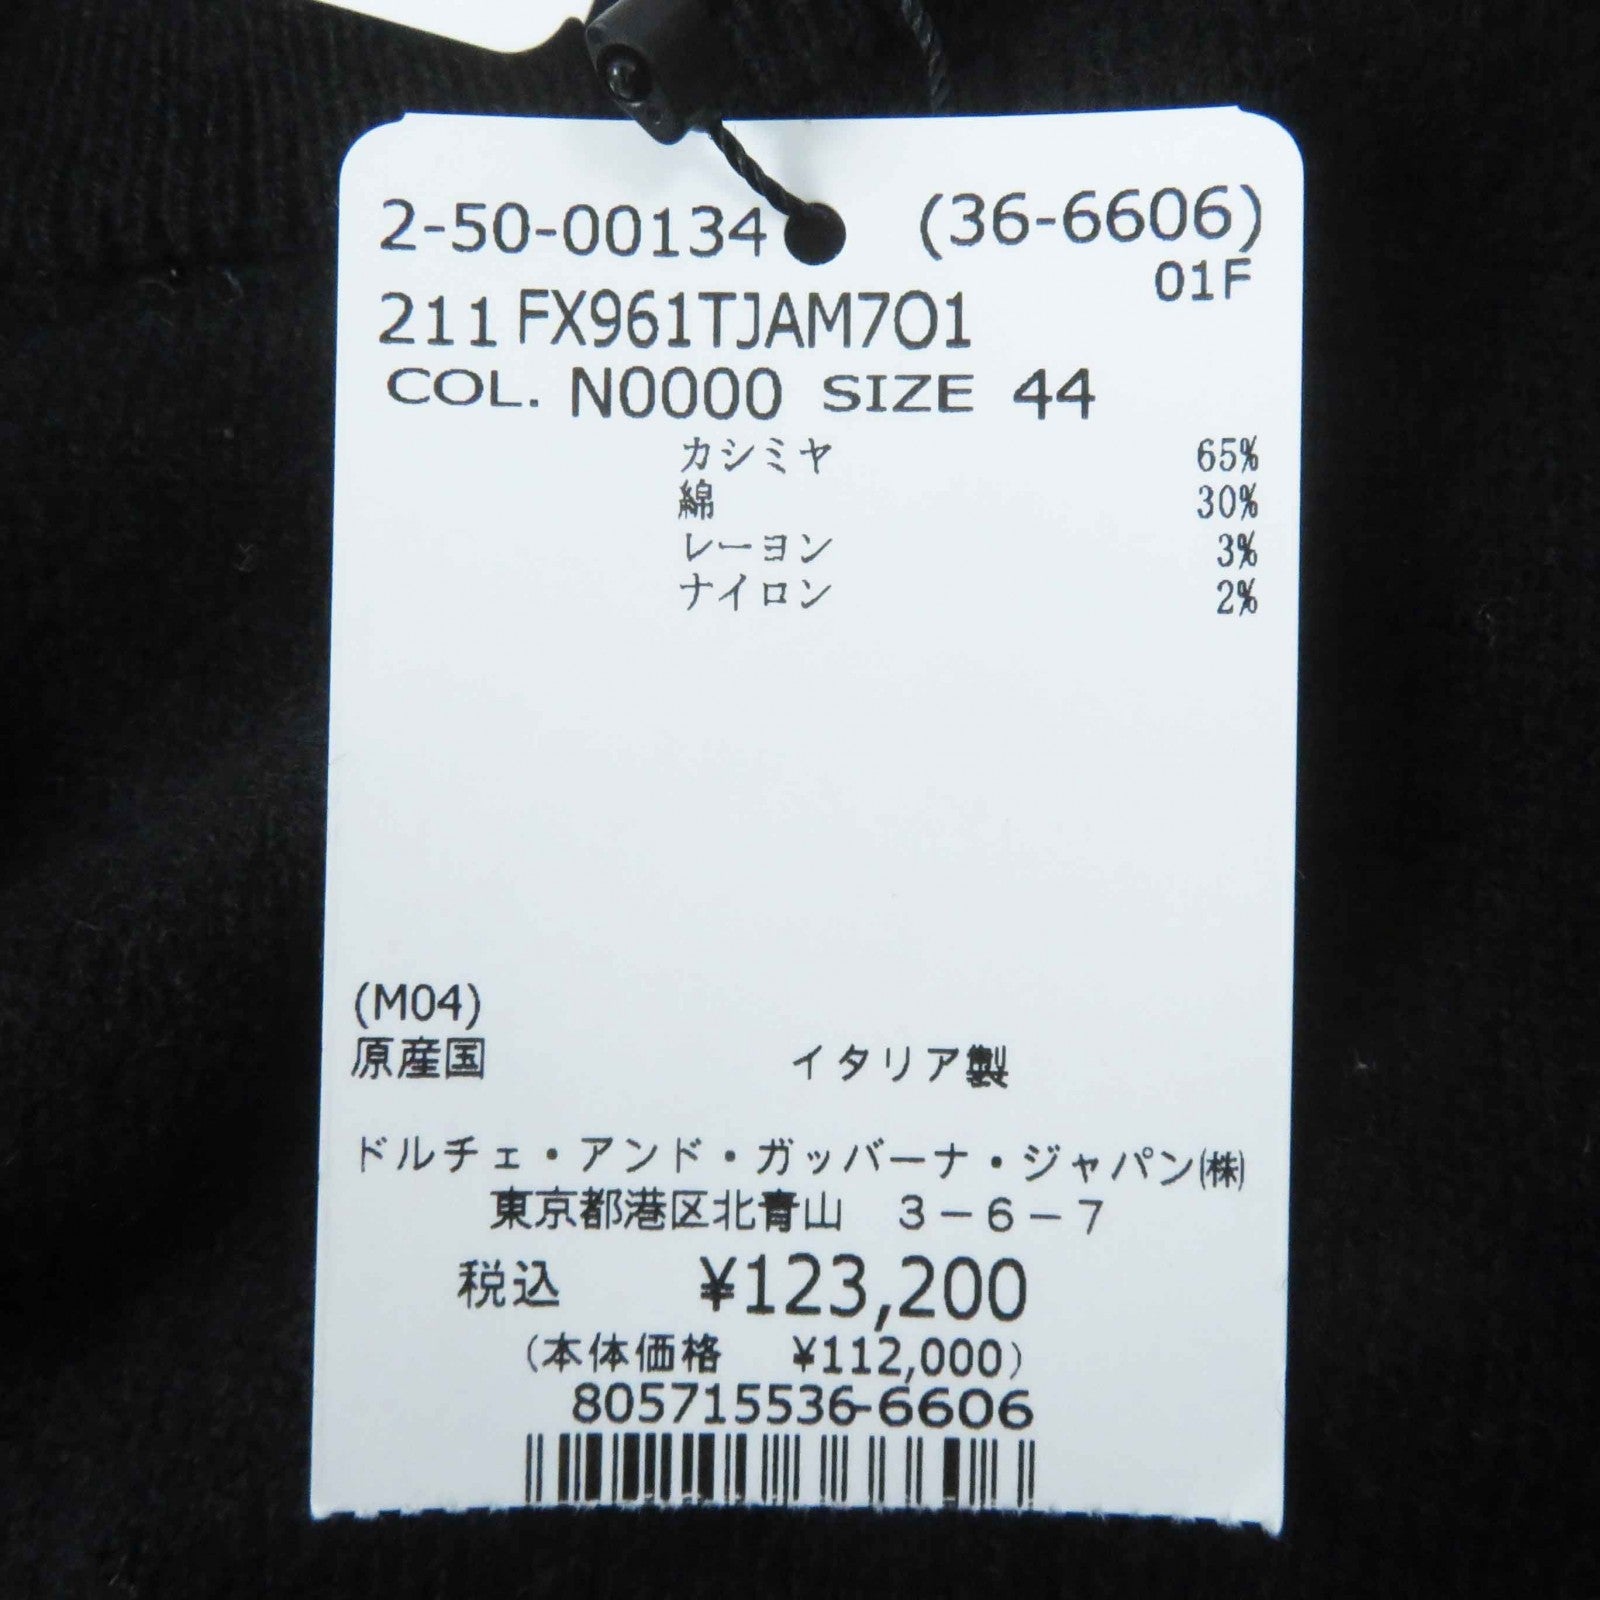 2-50-00134 (36-6606)
01F
211 FX961TJAM7O1
COL. N0000 SIZE 44
カシミヤ 65%
綿 30%
レーヨン 3%
ナイロン 2%
(M04)
原産国 イタリア製
ドルチェ・アンド・ガッバーナ・ジャパン㈱
東京都港区北青山 3−6−7
税込 ¥123,200
(本体価格 ¥112,000)
805715536-6606